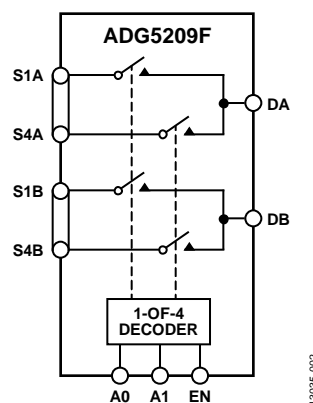 ADG5209F
S1A
DA
S4A
S1B
DB
S4B
1-OF-4
DECODER
A0 A1 EN